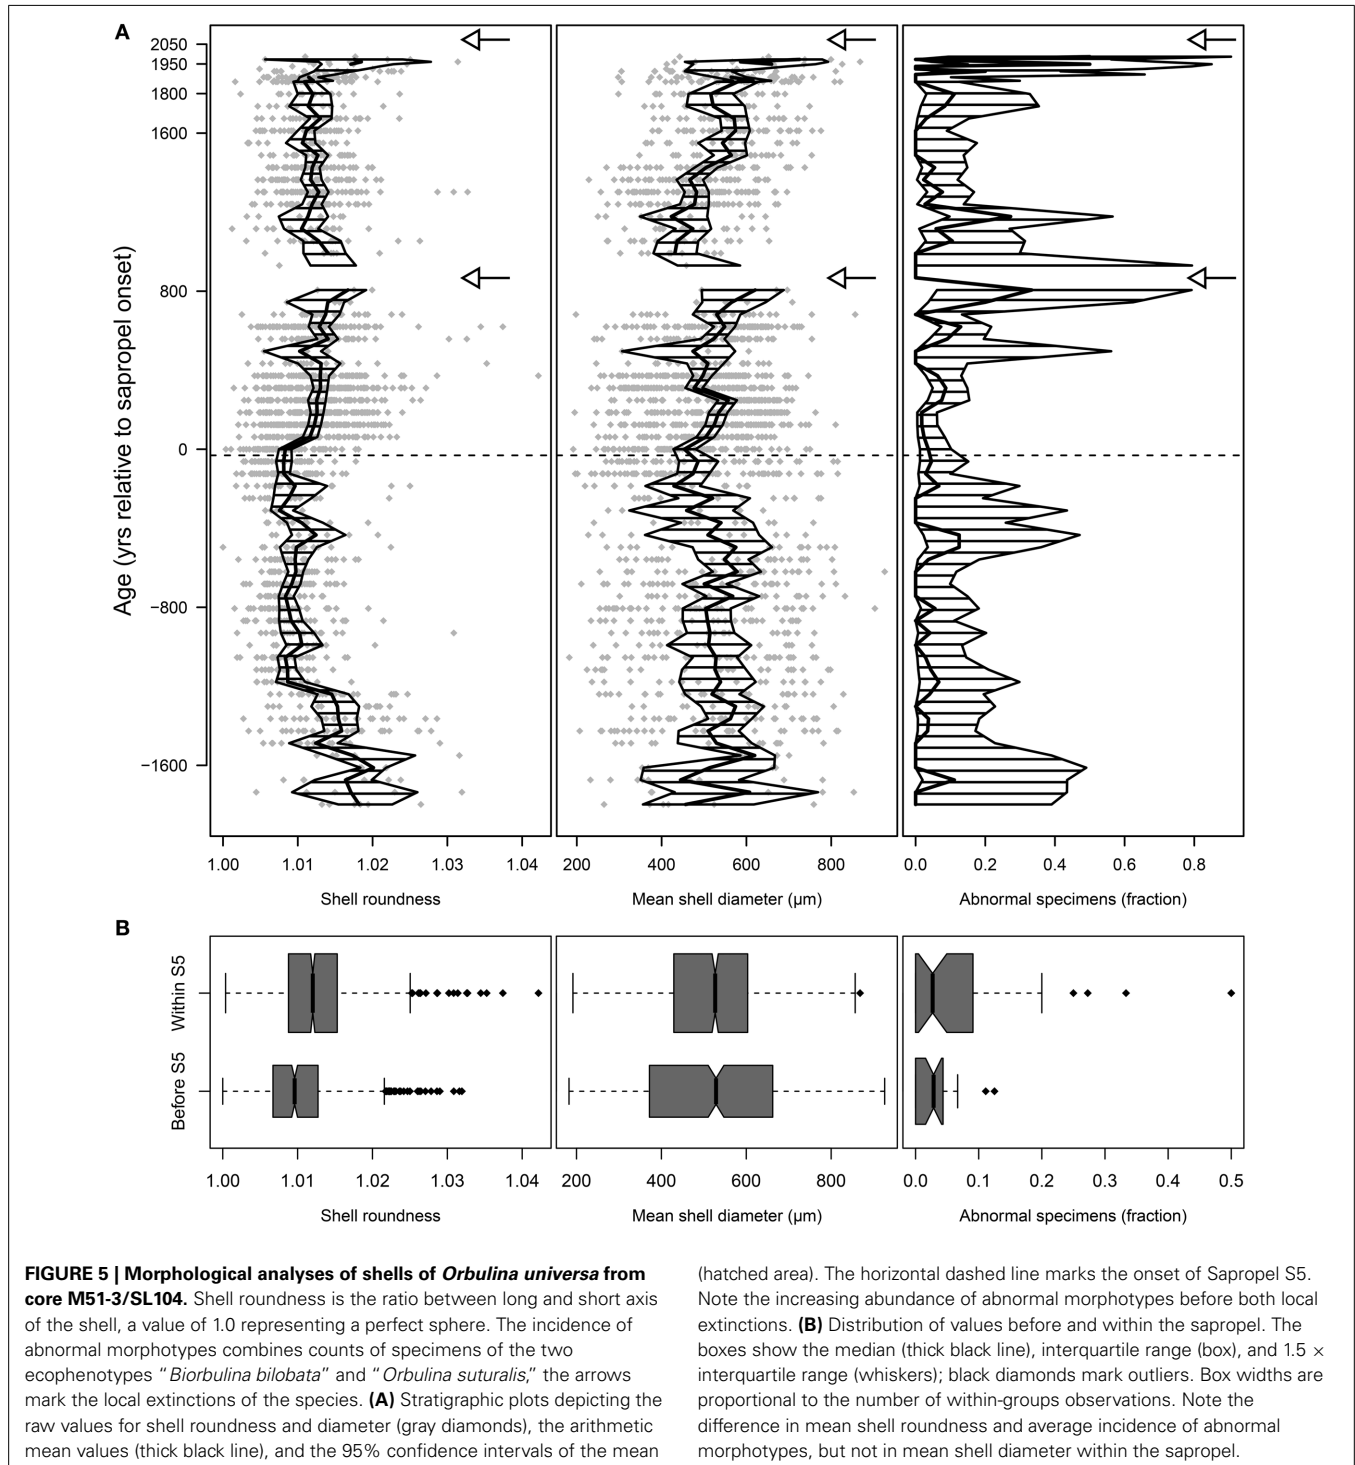 A
2050
1950
1800
1600
800
0
−800
−1600
Age (yrs relative to sapropel onset)
1.00 1.01 1.02 1.03 1.04
200 400 600 800
0.0 0.2 0.4 0.6 0.8
Shell roundness
Mean shell diameter (µm)
Abnormal specimens (fraction)
B
Within S5
Before S5
1.00 1.01 1.02 1.03 1.04
200 400 600 800
0.0 0.1 0.2 0.3 0.4 0.5
Shell roundness
Mean shell diameter (µm)
Abnormal specimens (fraction)
FIGURE 5 | Morphological analyses of shells of Orbulina universa from
core M51-3/SL104. Shell roundness is the ratio between long and short axis
of the shell, a value of 1.0 representing a perfect sphere. The incidence of
abnormal morphotypes combines counts of specimens of the two
ecophenotypes “Biorbulina bilobata” and “Orbulina suturalis,” the arrows
mark the local extinctions of the species. (A) Stratigraphic plots depicting the
raw values for shell roundness and diameter (gray diamonds), the arithmetic
mean values (thick black line), and the 95% confidence intervals of the mean
(hatched area). The horizontal dashed line marks the onset of Sapropel S5.
Note the increasing abundance of abnormal morphotypes before both local
extinctions. (B) Distribution of values before and within the sapropel. The
boxes show the median (thick black line), interquartile range (box), and 1.5 ×
interquartile range (whiskers); black diamonds mark outliers. Box widths are
proportional to the number of within-groups observations. Note the
difference in mean shell roundness and average incidence of abnormal
morphotypes, but not in mean shell diameter within the sapropel.